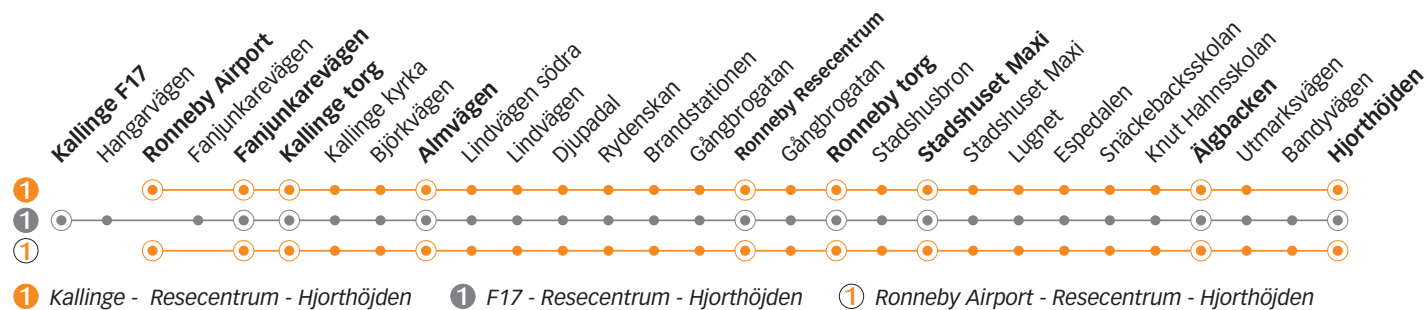 Kallinge F17
Hangarvägen
Ronneby Airport
Fanjunkarevägen
Fanjunkarevägen
Kallinge torg
Kallinge Kyrka
Björkvägen
Almvägen
Lindvägen södra
Lindvägen
Djupadal
Rydenskan
Brandstationen
Gångbrogatan
Ronneby Resecentrum
Gångbrogatan
Ronneby torg
Stadshusbron
Stadshuset Maxi
Stadshuset Maxi
Lugnet
Espedalen
Snäckebacksskolan
Knut Hahnsskolan
Älgbacken
Utmarksvägen
Bandyvägen
Hjorthöjden
1
1
1
1 Kallinge - Resecentrum - Hjorthöjden 1 F17 - Resecentrum - Hjorthöjden 1 Ronneby Airport - Resecentrum - Hjorthöjden